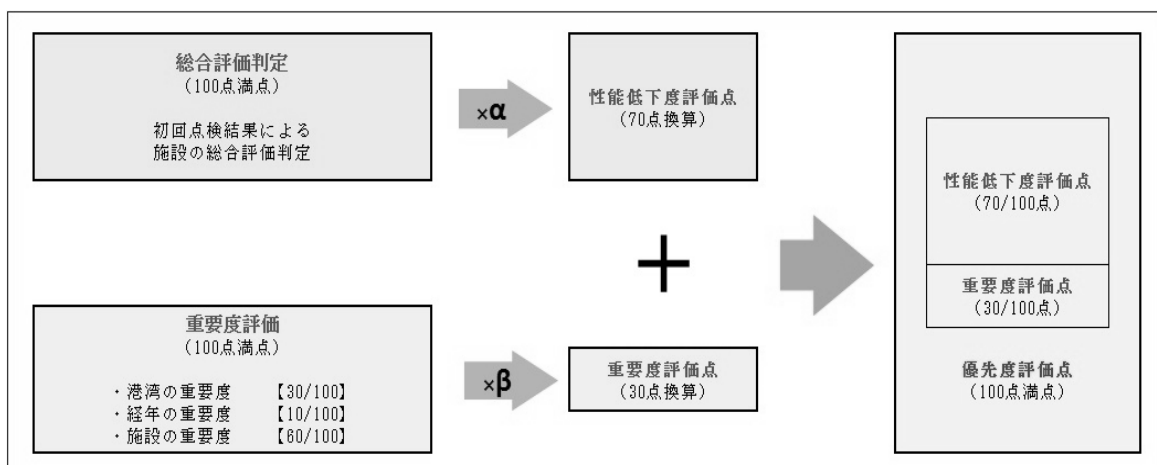 総合評価判定
(100点満点)
初回点検結果による
施設の総合評価判定
×α
性能低下度評価点
(70点換算)
+
重要度評価
(100点満点)
・港湾の重要度 【30/100】
・経年の重要度 【10/100】
・施設の重要度 【60/100】
×β
重要度評価点
(30点換算)
性能低下度評価点
(70/100点)
重要度評価点
(30/100点)
優先度評価点
(100点満点)